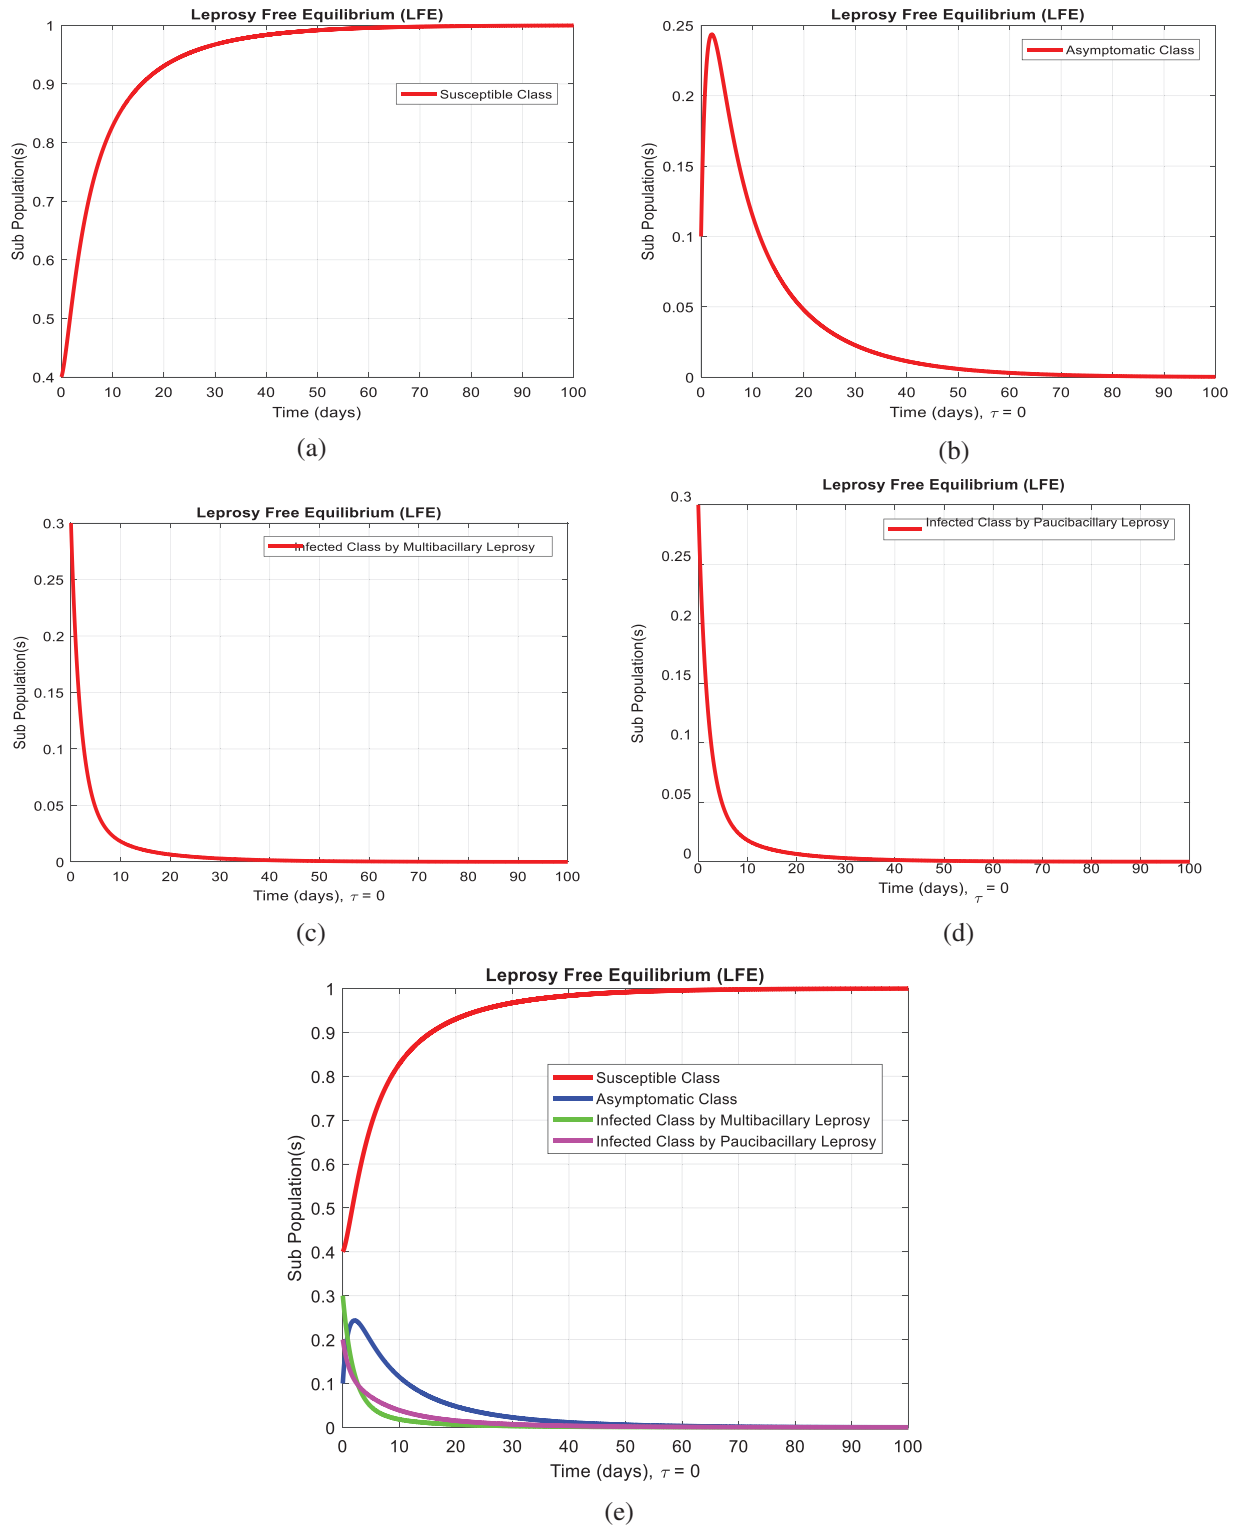 Leprosy Free Equilibrium (LFE)
1
0.9
0.8
0.7
0.6
0.5
0.4
Sub Population(s)
Susceptible Class
0 10 20 30 40 50 60 70 80 90 100
Time (days)
(a)
Leprosy Free Equilibrium (LFE)
0.25
0.2
0.15
0.1
0.05
0
Sub Population(s)
Asymptomatic Class
0 10 20 30 40 50 60 70 80 90 100
Time (days), τ = 0
(b)
Leprosy Free Equilibrium (LFE)
0.3
0.25
0.2
0.15
0.1
0.05
0
Sub Population(s)
Infected Class by Multibacillary Leprosy
0 10 20 30 40 50 60 70 80 90 100
Time (days), τ = 0
(c)
Leprosy Free Equilibrium (LFE)
0.3
0.25
0.2
0.15
0.1
0.05
0
Sub Population(s)
Infected Class by Paucibacillary Leprosy
0 10 20 30 40 50 60 70 80 90 100
Time (days), τ = 0
(d)
Leprosy Free Equilibrium (LFE)
1
0.9
0.8
0.7
0.6
0.5
0.4
0.3
0.2
0.1
0
Sub Population(s)
Susceptible Class
Asymptomatic Class
Infected Class by Multibacillary Leprosy
Infected Class by Paucibacillary Leprosy
0 10 20 30 40 50 60 70 80 90 100
Time (days), τ = 0
(e)